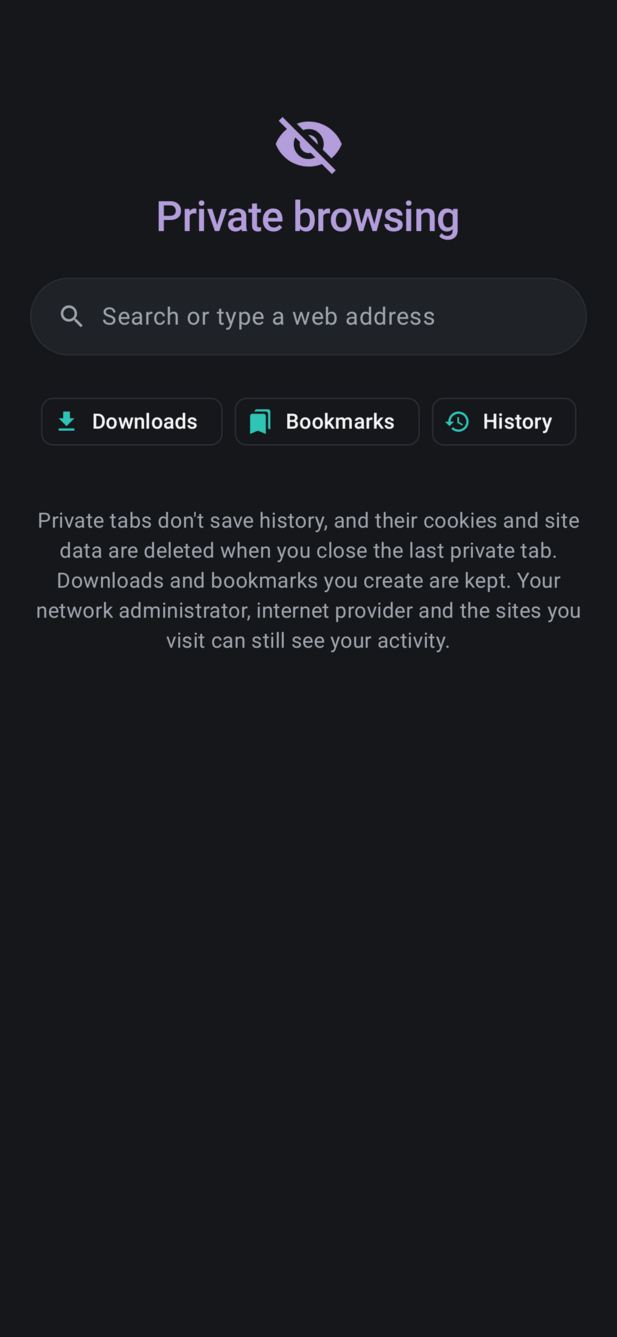 Private browsing
Search or type a web address
Downloads
Bookmarks
History
Private tabs don't save history, and their cookies and site
data are deleted when you close the last private tab.
Downloads and bookmarks you create are kept. Your
network administrator, internet provider and the sites you
visit can still see your activity.